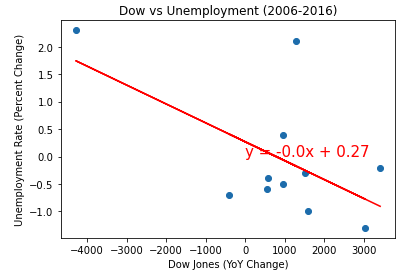 Dow vs Unemployment (2006-2016)
Unemployment Rate (Percent Change)
2.0
1.5
1.0
0.5
0.0
−0.5
−1.0
y = -0.0x + 0.27
−4000 −3000 −2000 −1000 0 1000 2000 3000
Dow Jones (YoY Change)